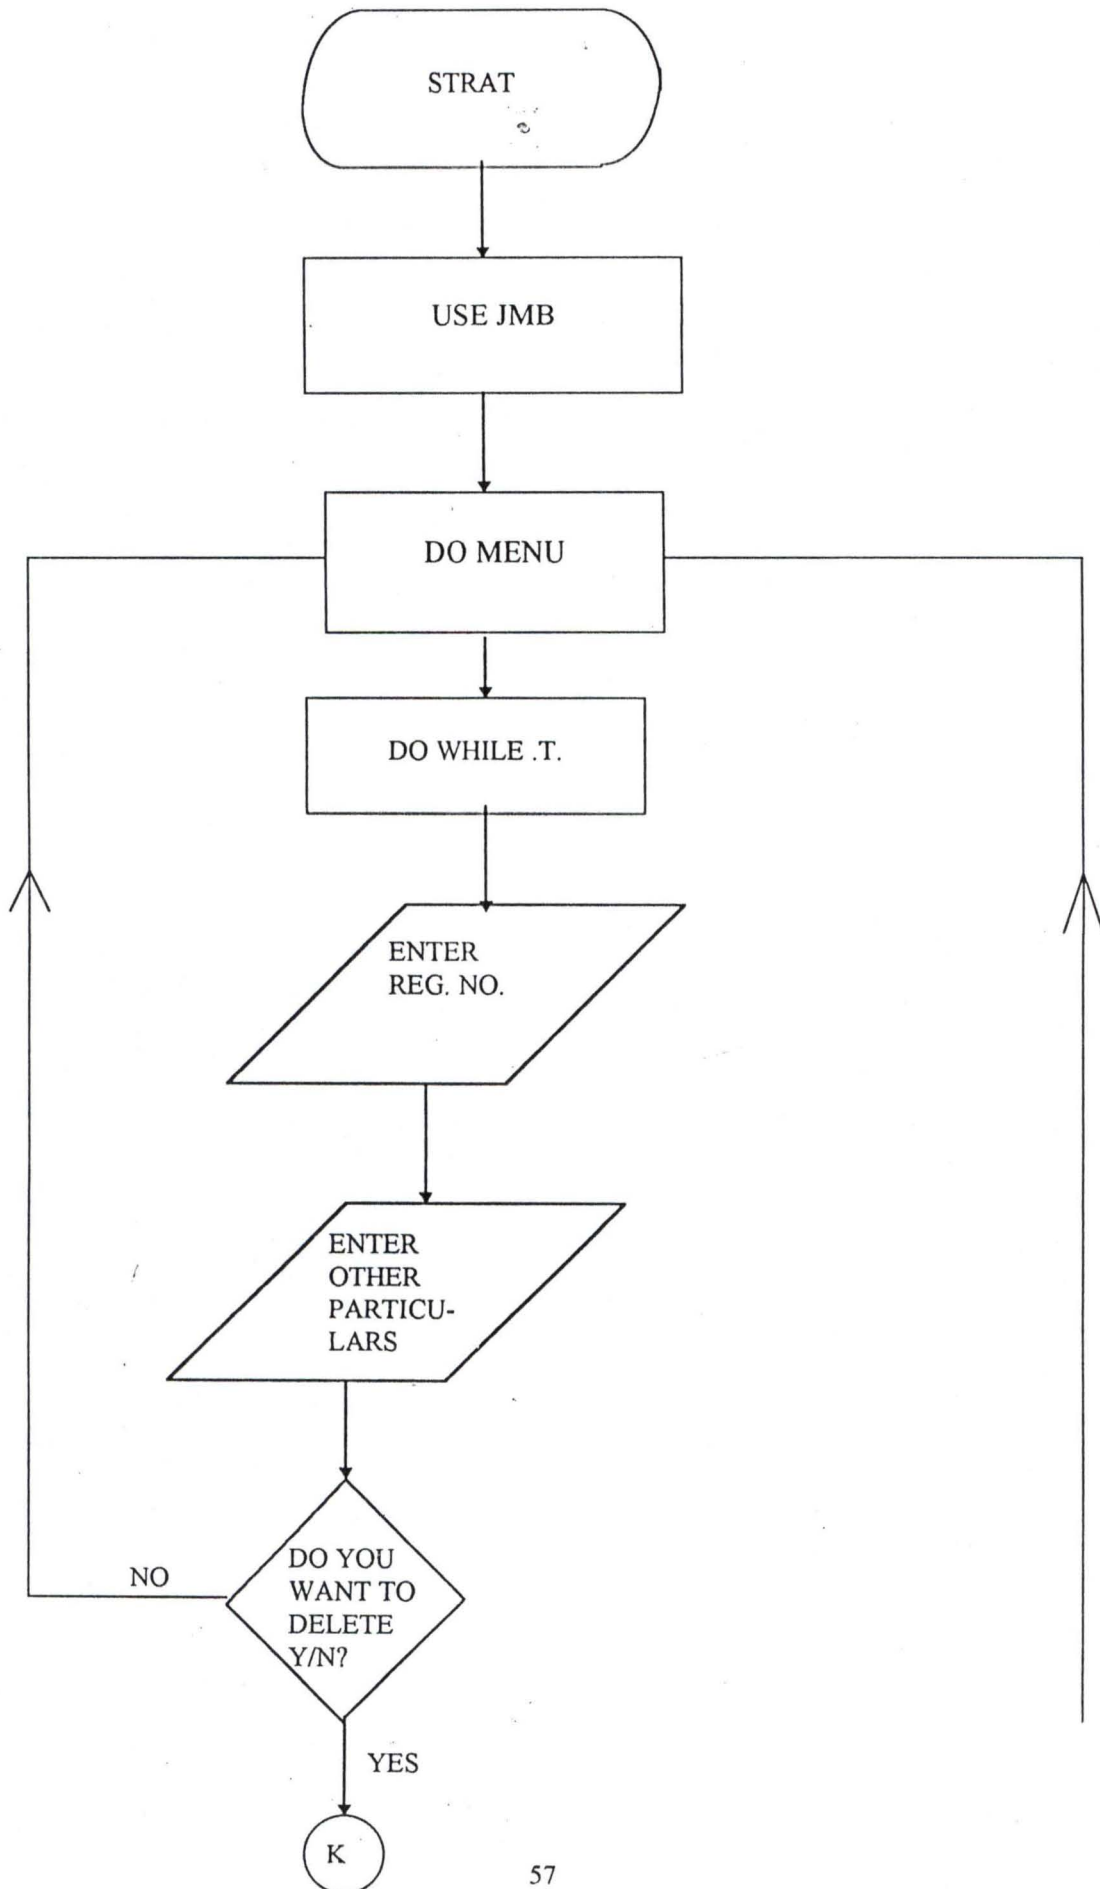 STRAT
USE JMB
DO MENU
DO WHILE .T.
ENTER
REG. NO.
ENTER
OTHER
PARTICU-
LARS
DO YOU
WANT TO
DELETE
Y/N?
NO
YES
K
57